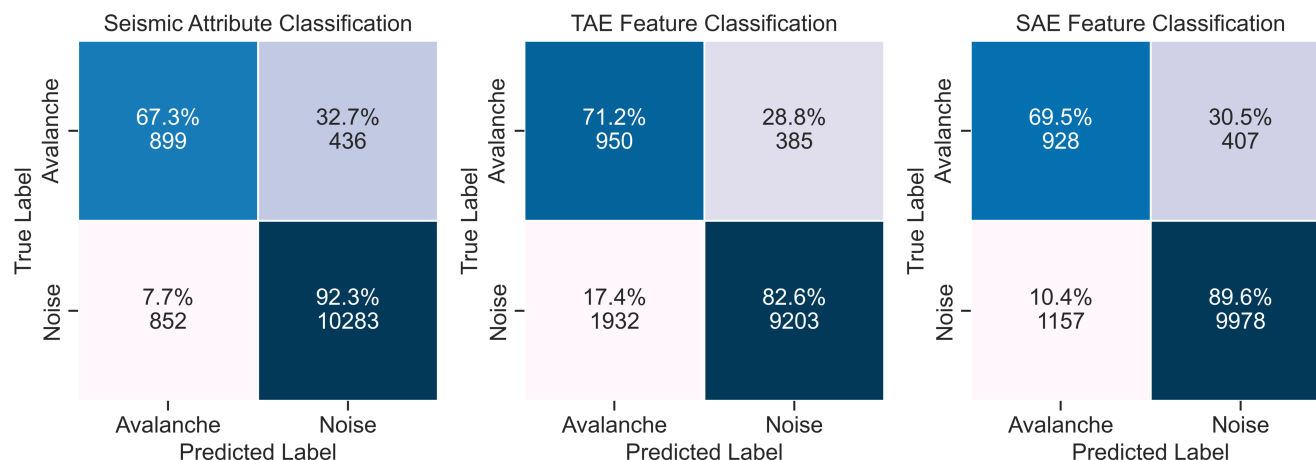 Seismic Attribute Classification
True Label
Avalanche
Noise
67.3%
899
32.7%
436
7.7%
852
92.3%
10283
Avalanche
Noise
Predicted Label
TAE Feature Classification
True Label
Avalanche
Noise
71.2%
950
28.8%
385
17.4%
1932
82.6%
9203
Avalanche
Noise
Predicted Label
SAE Feature Classification
True Label
Avalanche
Noise
69.5%
928
30.5%
407
10.4%
1157
89.6%
9978
Avalanche
Noise
Predicted Label